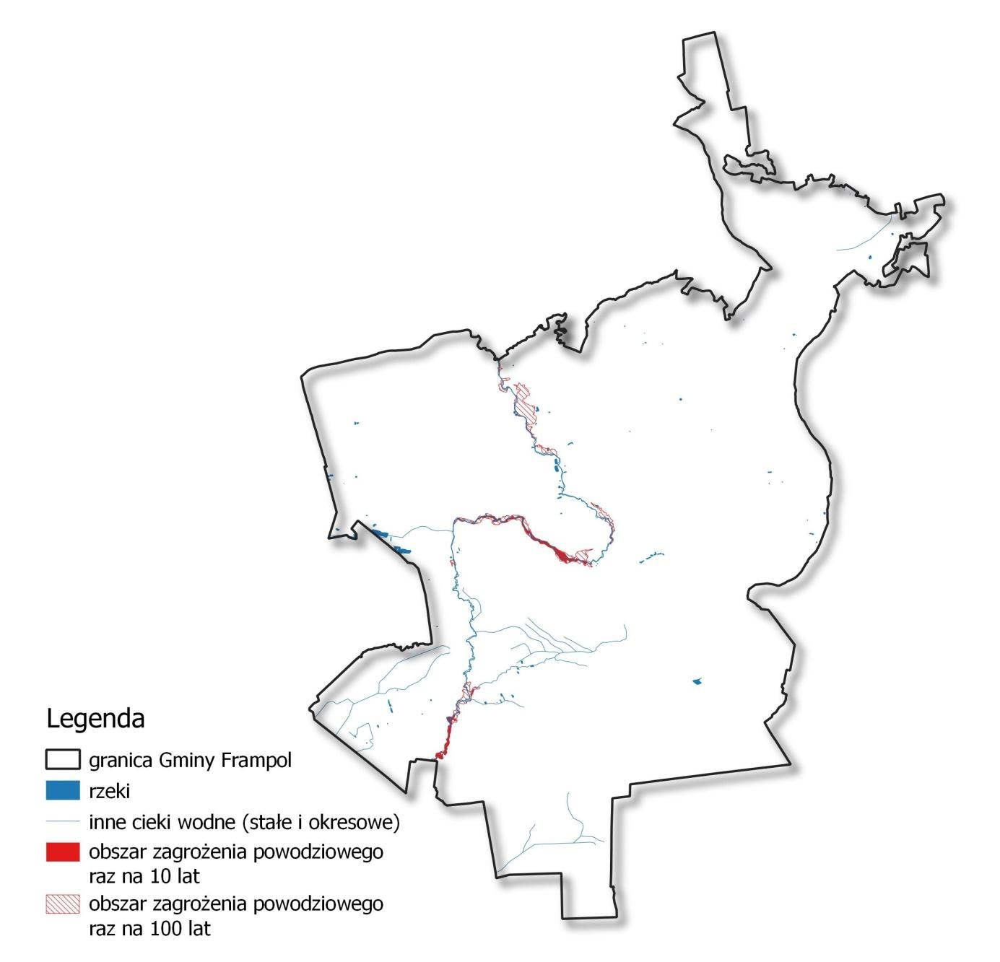 Legenda
granica Gminy Frampol
rzeki
inne cieki wodne (stałe i okresowe)
obszar zagrożenia powodziowego
raz na 10 lat
obszar zagrożenia powodziowego
raz na 100 lat